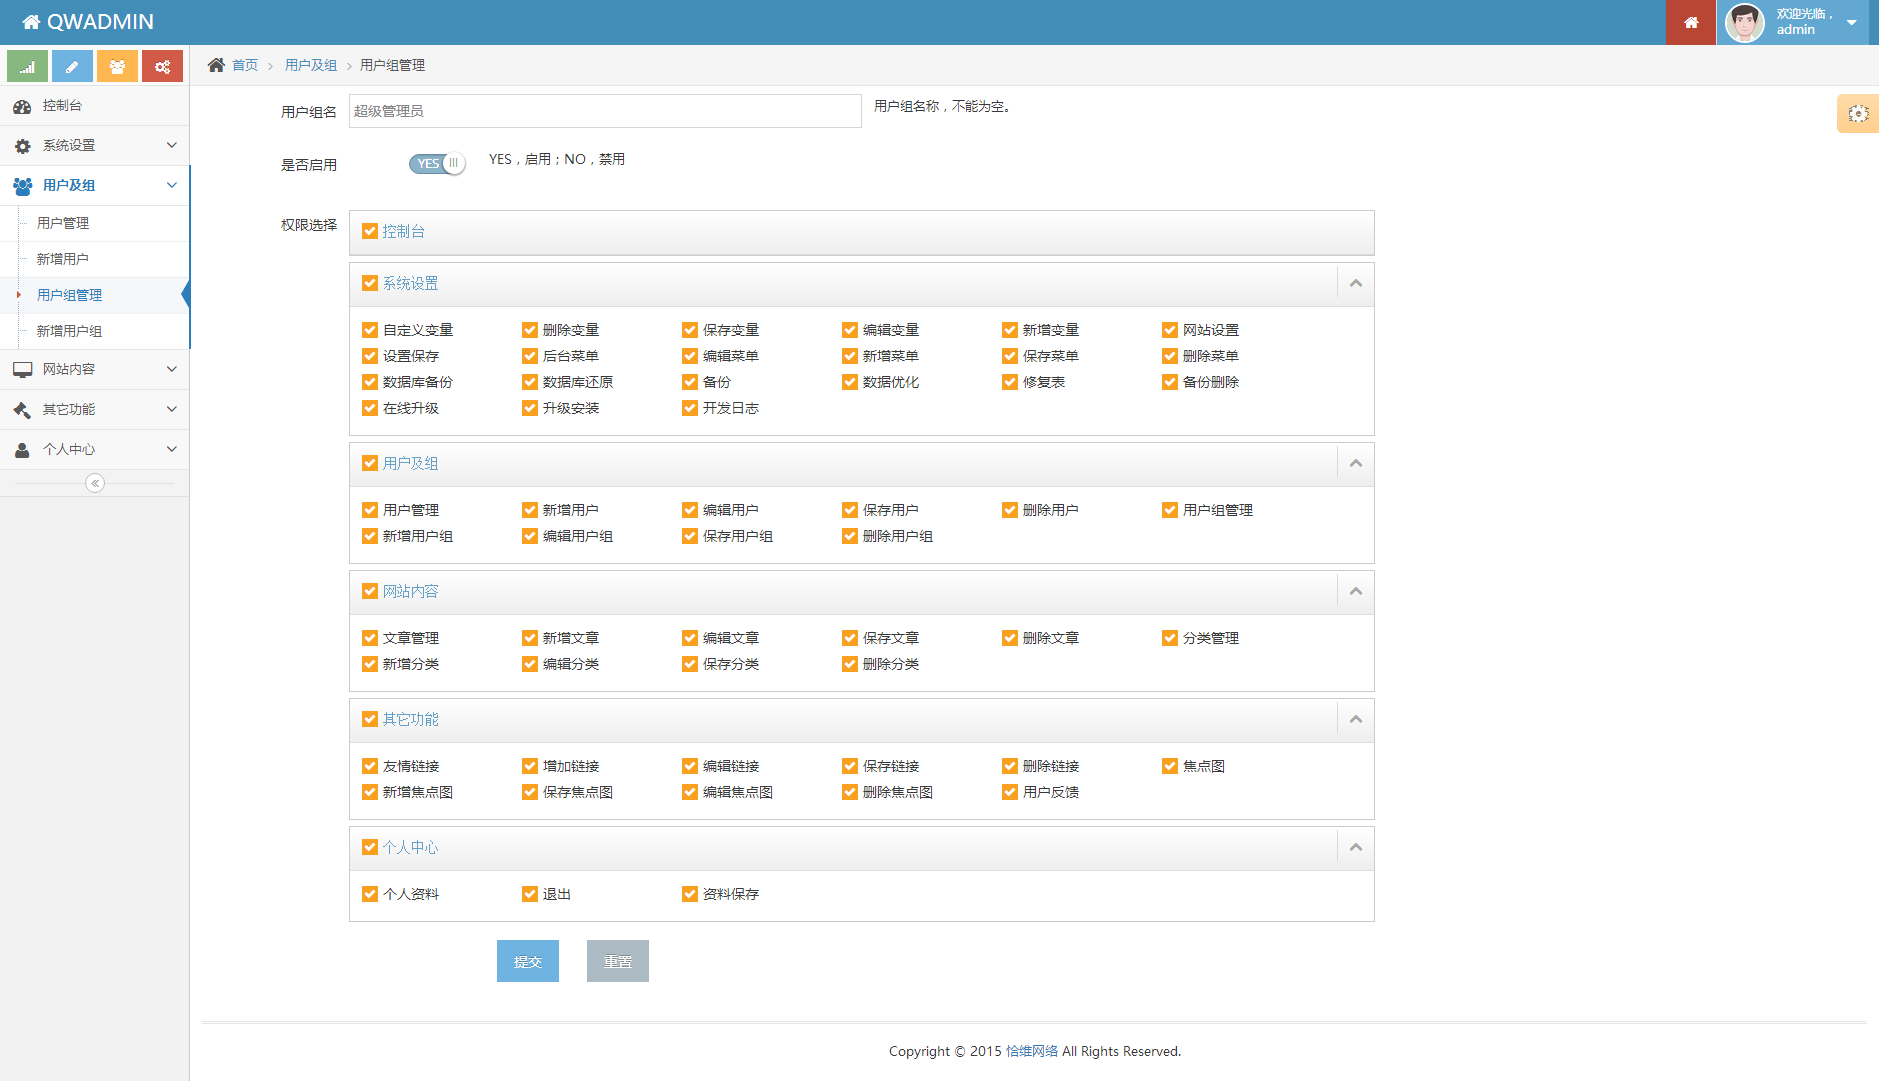 QWADMIN
欢迎光临，
admin
首页 用户及组 用户组管理
控制台
系统设置
用户及组
用户管理
新增用户
用户组管理
新增用户组
网站内容
其它功能
个人中心
用户组名 超级管理员 用户组名称，不能为空。
是否启用 YES YES，启用；NO，禁用
权限选择 控制台
系统设置
自定义变量 删除变量 保存变量 编辑变量 新增变量 网站设置
设置保存 后台菜单 编辑菜单 新增菜单 保存菜单 删除菜单
数据库备份 数据库还原 备份 数据优化 修复表 备份删除
在线升级 升级安装 开发日志
用户及组
用户管理 新增用户 编辑用户 保存用户 删除用户 用户组管理
新增用户组 编辑用户组 保存用户组 删除用户组
网站内容
文章管理 新增文章 编辑文章 保存文章 删除文章 分类管理
新增分类 编辑分类 保存分类 删除分类
其它功能
友情链接 增加链接 编辑链接 保存链接 删除链接 焦点图
新增焦点图 保存焦点图 编辑焦点图 删除焦点图 用户反馈
个人中心
个人资料 退出 资料保存
提交 重置
Copyright © 2015 恰维网络 All Rights Reserved.